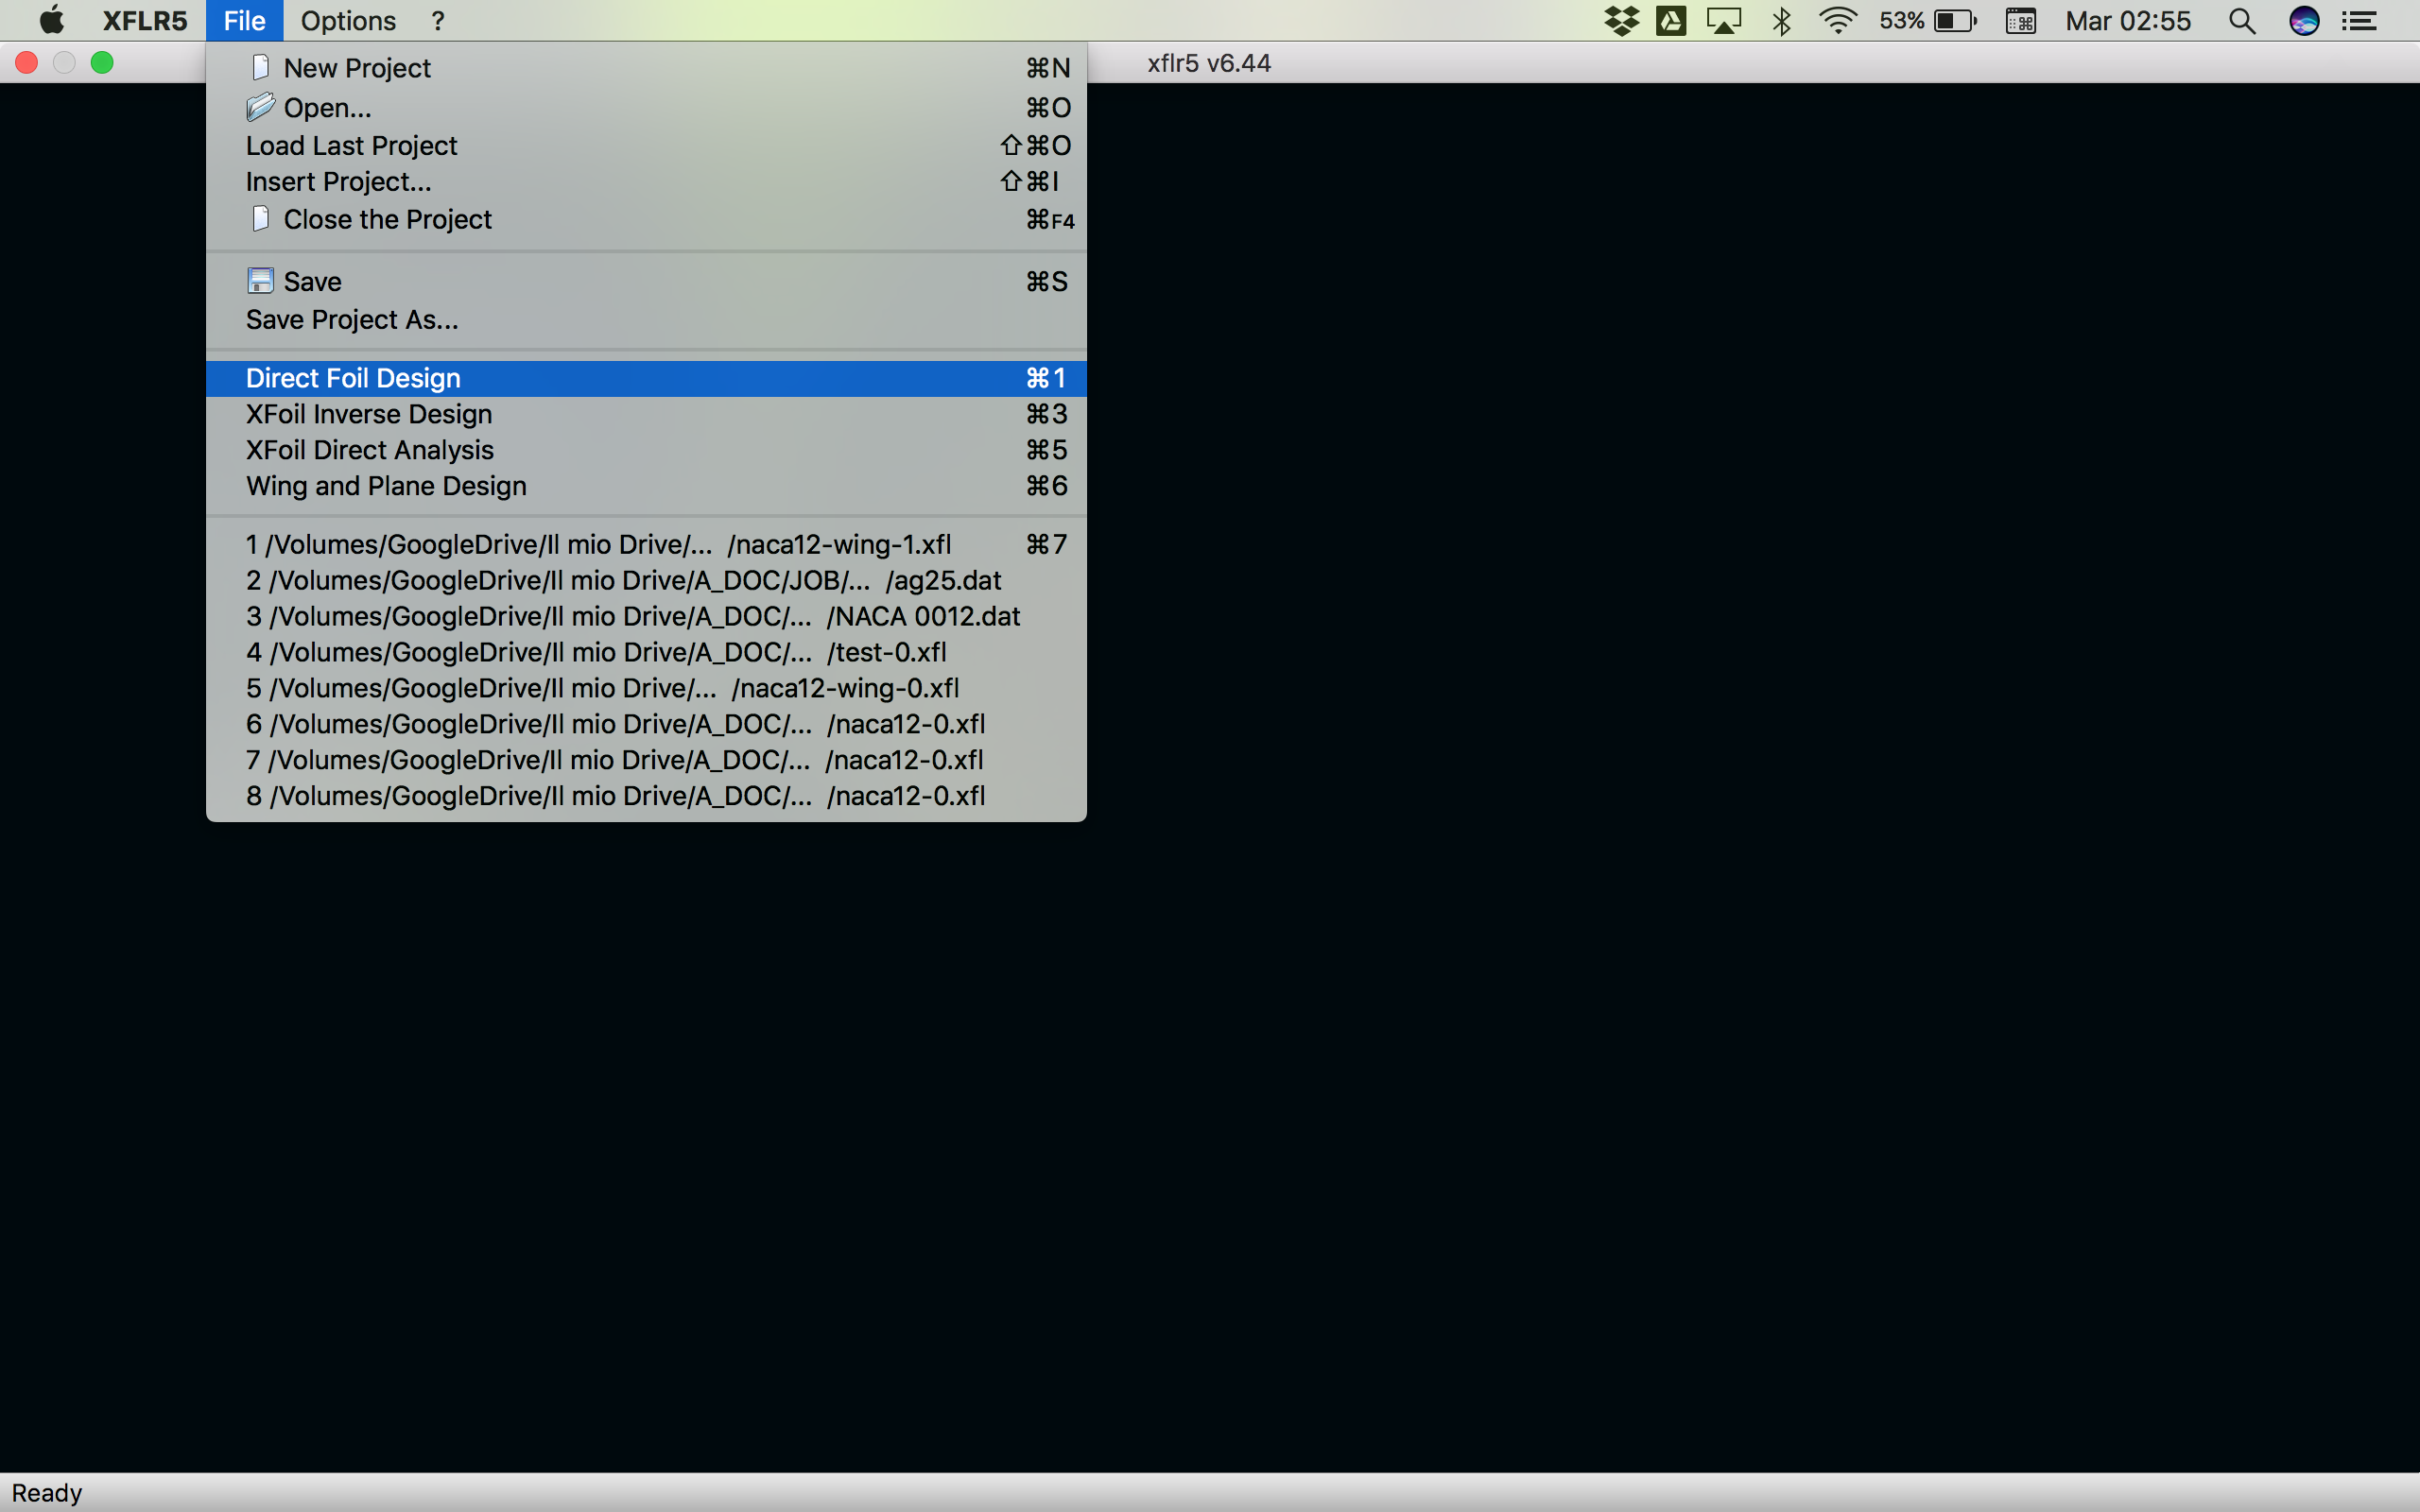 XFLR5 File Options ? 53% Mar 02:55
xflr5 v6.44
New Project ⌘N
Open... ⌘O
Load Last Project ⇧⌘O
Insert Project... ⇧⌘I
Close the Project ⌘F4
Save ⌘S
Save Project As...
Direct Foil Design ⌘1
XFoil Inverse Design ⌘3
XFoil Direct Analysis ⌘5
Wing and Plane Design ⌘6
1 /Volumes/GoogleDrive/Il mio Drive/... /naca12-wing-1.xfl ⌘7
2 /Volumes/GoogleDrive/Il mio Drive/A_DOC/JOB/... /ag25.dat
3 /Volumes/GoogleDrive/Il mio Drive/A_DOC/... /NACA 0012.dat
4 /Volumes/GoogleDrive/Il mio Drive/A_DOC/... /test-0.xfl
5 /Volumes/GoogleDrive/Il mio Drive/... /naca12-wing-0.xfl
6 /Volumes/GoogleDrive/Il mio Drive/A_DOC/... /naca12-0.xfl
7 /Volumes/GoogleDrive/Il mio Drive/A_DOC/... /naca12-0.xfl
8 /Volumes/GoogleDrive/Il mio Drive/A_DOC/... /naca12-0.xfl
Ready